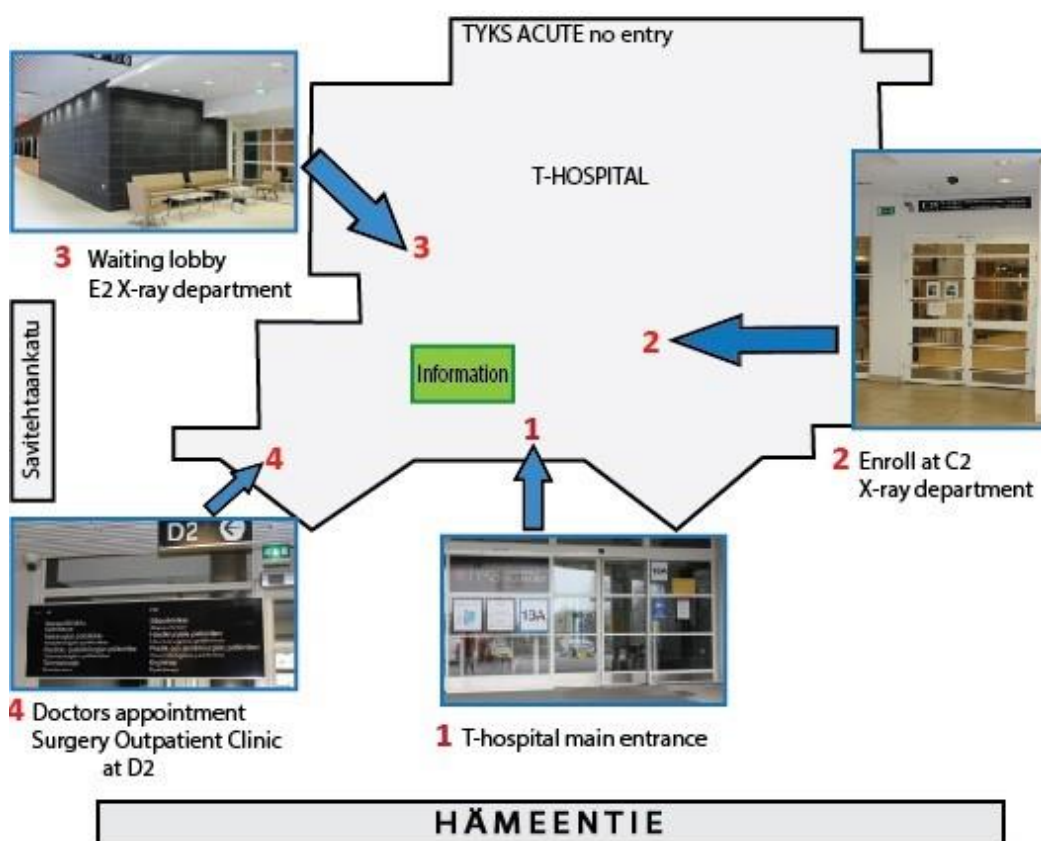 TYKS ACUTE no entry
T-HOSPITAL
3 Waiting lobby
E2 X-ray department
3
2
Information
1
4
Savitehtaankatu
2 Enroll at C2
X-ray department
D2
13A
4 Doctors appointment
Surgery Outpatient Clinic
at D2
1 T-hospital main entrance
HÄMEENTIE